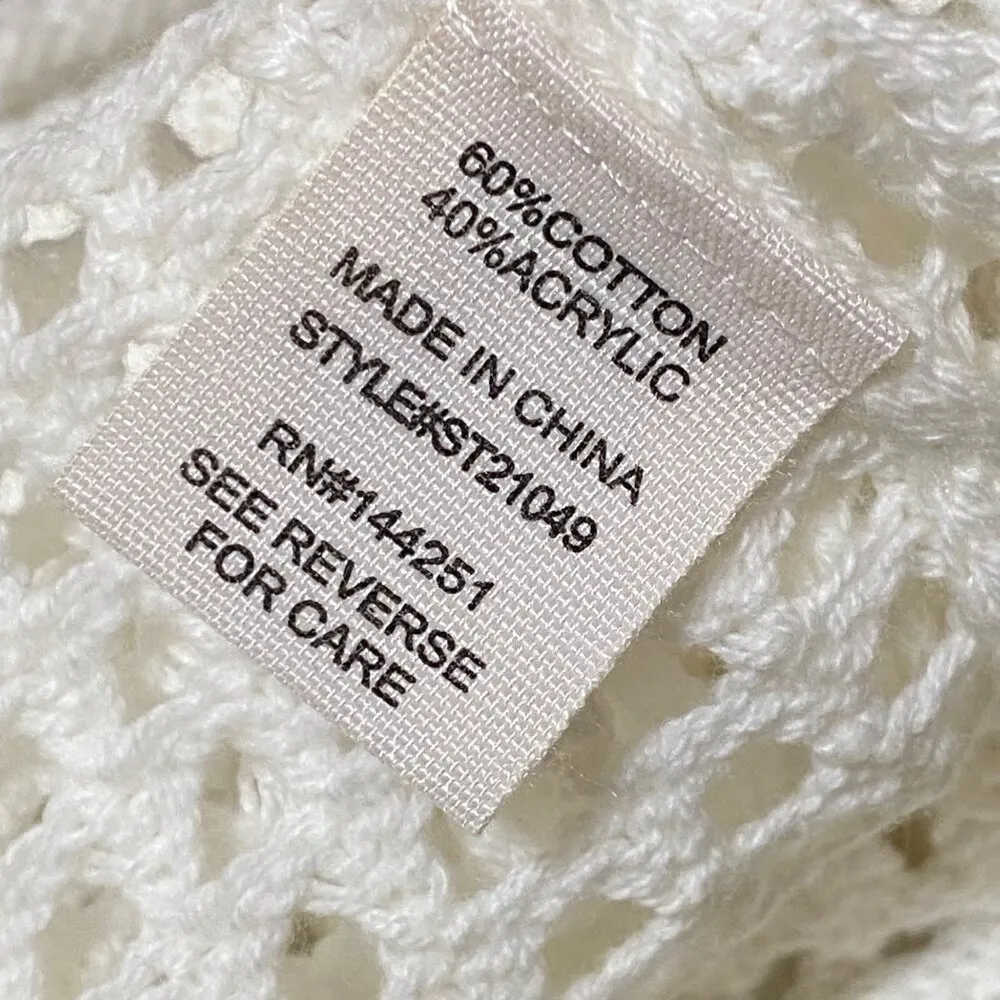 60%COTTON
40%ACRYLIC
MADE IN CHINA
STYLE#ST21049
RN#144251
SEE REVERSE
FOR CARE